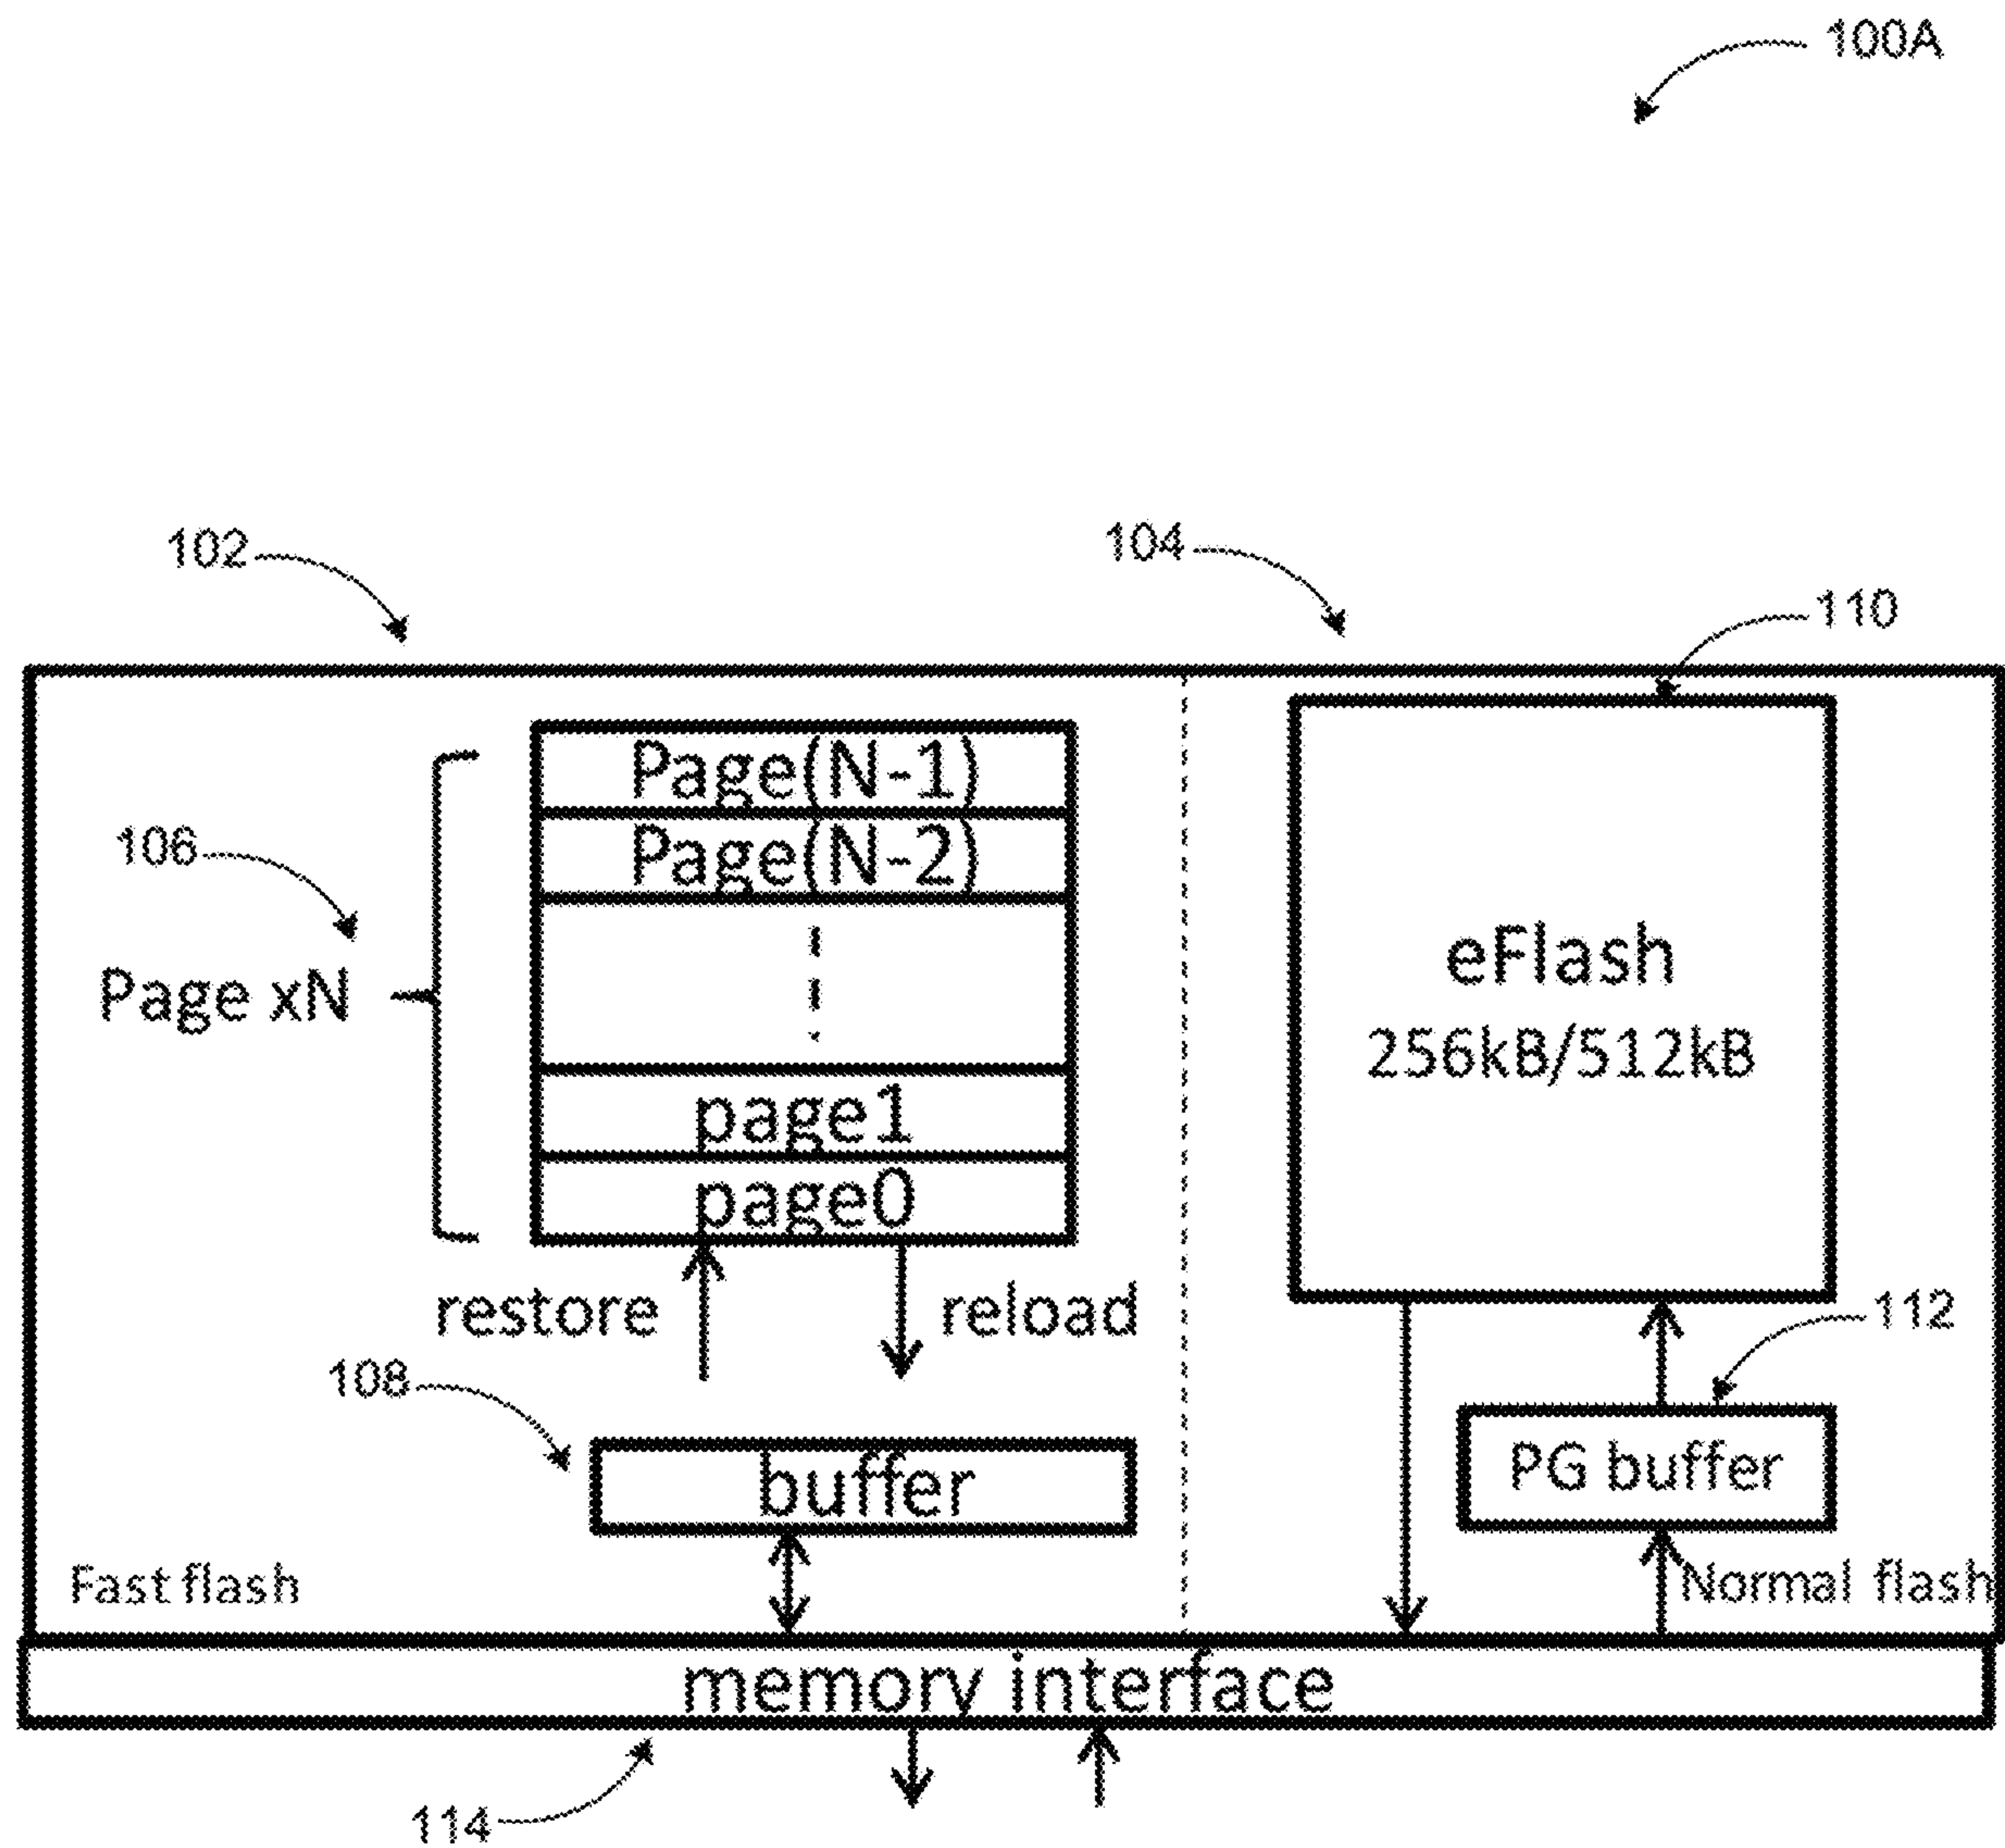 100A
102
104
110
Page(N-1)
106
Page(N-2)
eFlash
Page xN
256kB/512kB
page1
page0
restore
reload
112
108
PG buffer
buffer
Fast flash
Normal flash
memory interface
114